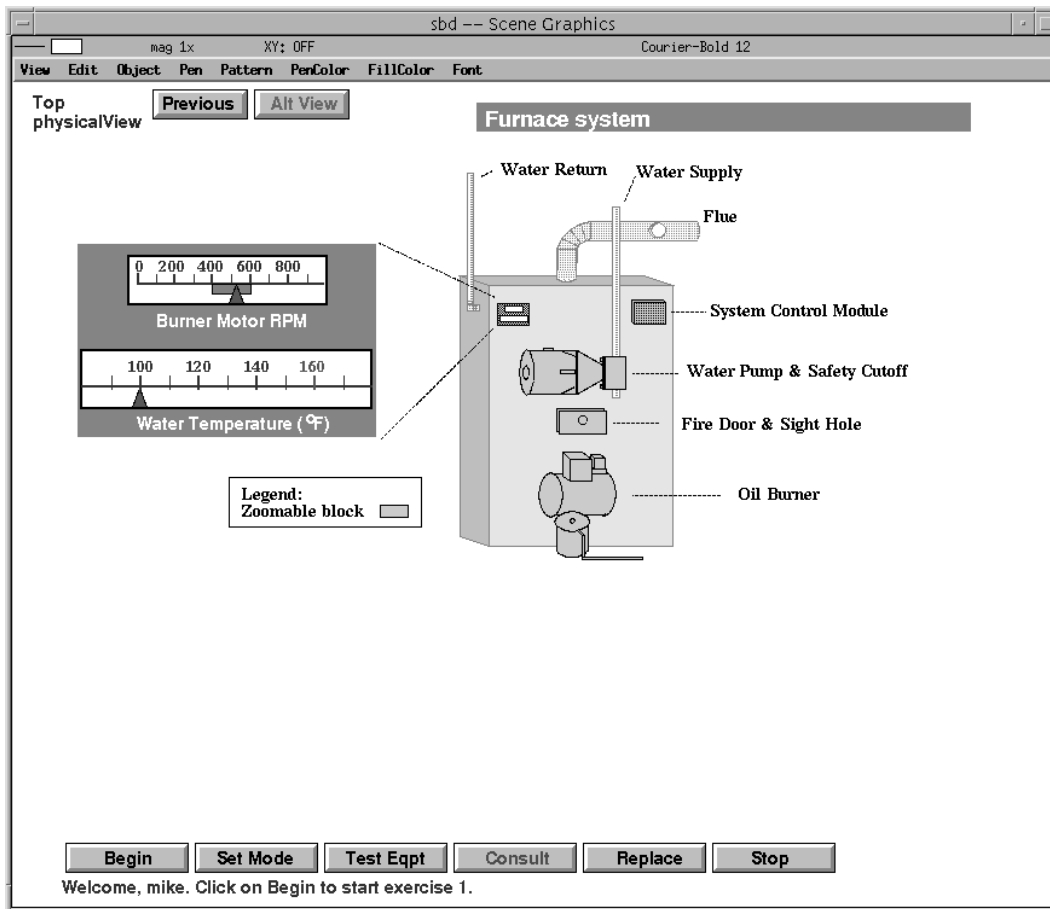 sbd -- Scene Graphics
mag 1x XY: OFF Courier-Bold 12
View Edit Object Pen Pattern PenColor FillColor Font
Top
physicalView
Previous
Alt View
Furnace system
Water Return
Water Supply
Flue
0 200 400 600 800
Burner Motor RPM
System Control Module
100 120 140 160
Water Temperature (°F)
Water Pump & Safety Cutoff
Fire Door & Sight Hole
Legend:
Zoomable block
Oil Burner
Begin Set Mode Test Eqpt Consult Replace Stop
Welcome, mike. Click on Begin to start exercise 1.